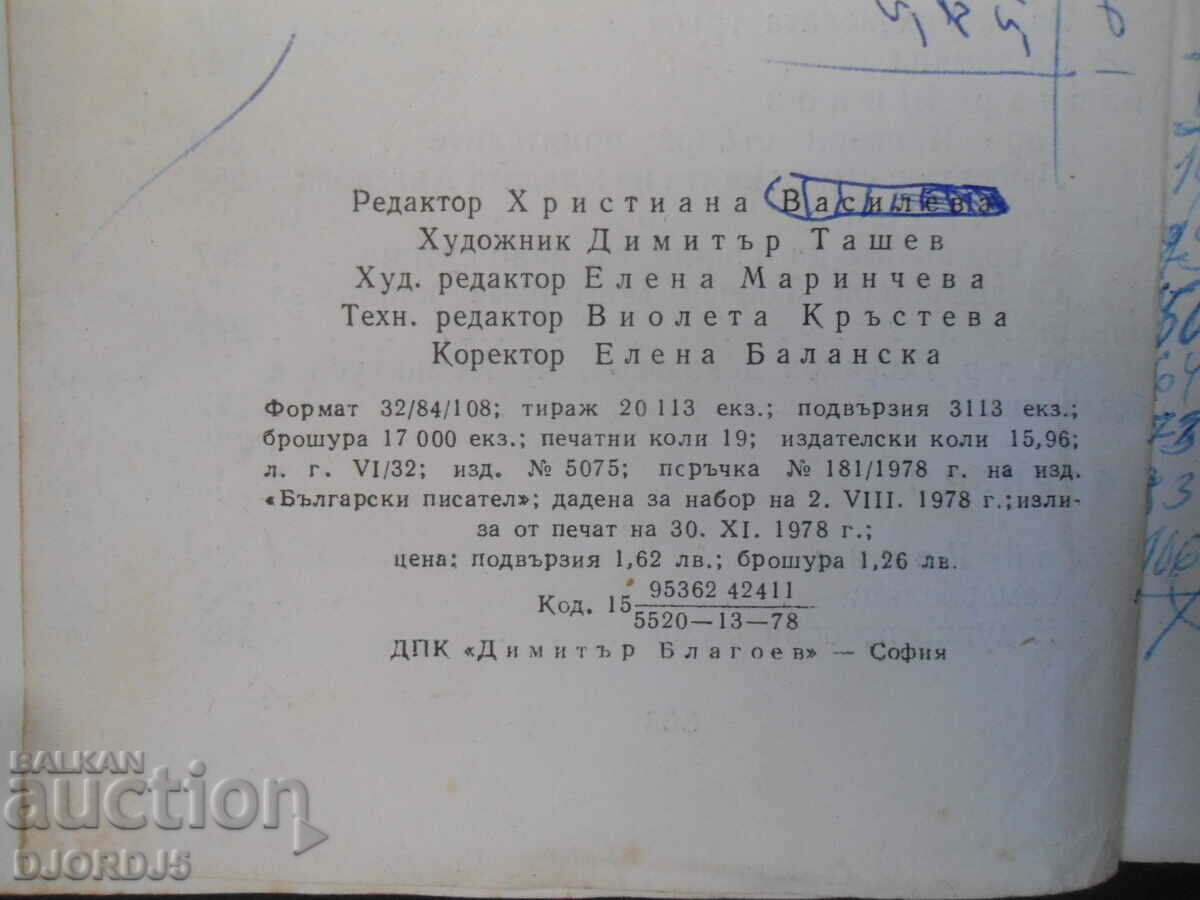 Редактор Христиана Василева
Художник Димитър Ташев
Худ. редактор Елена Маринчева
Техн. редактор Виолета Кръстева
Коректор Елена Баланска
Формат 32/84/108; тираж 20 113 екз.; подвързия 3113 екз.;
брошура 17 000 екз.; печатни коли 19; издателски коли 15,96;
л. г. VI/32; изд. № 5075; псръчка № 181/1978 г. на изд.
«Български писател»; дадена за набор на 2. VIII. 1978 г.;изли-
за от печат на 30. XI. 1978 г.;
цена: подвързия 1,62 лв.; брошура 1,26 лв.
Код. 15 95362 42411
5520—13—78
ДПК «Димитър Благоев» — София
BALKAN
auction
DJORDJ5